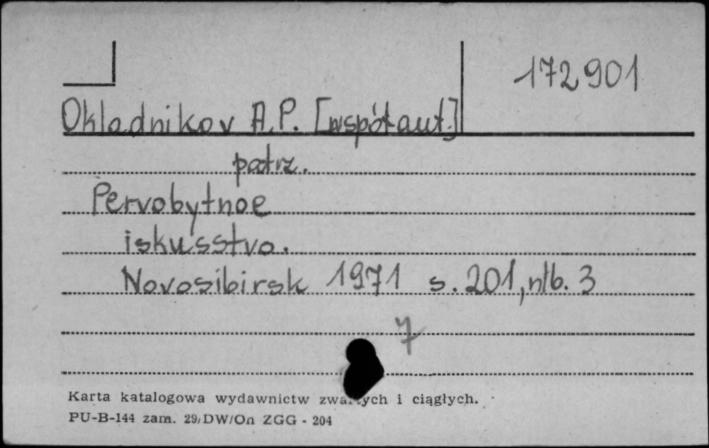 172901
Okladnikov A.P. [współaut.]
patrz.
Pervobytnoe
iskusstvo.
Novosibirsk 1971 s. 201, nlb. 3
7
Karta katalogowa wydawnictw zwartych i ciągłych.
PU-B-144 zam. 29/DW/On ZGG - 204